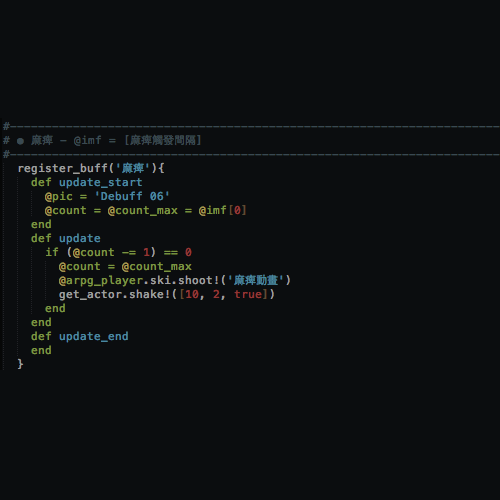 #------------------------------------------------------------------------
# ● 麻痺 - @imf = [麻痺觸發間隔]
#------------------------------------------------------------------------
register_buff('麻痺'){
def update_start
@pic = 'Debuff 06'
@count = @count_max = @imf[0]
end
def update
if (@count -= 1) == 0
@count = @count_max
@arpg_player.ski.shoot!('麻痺動畫')
get_actor.shake!([10, 2, true])
end
end
def update_end
end
}